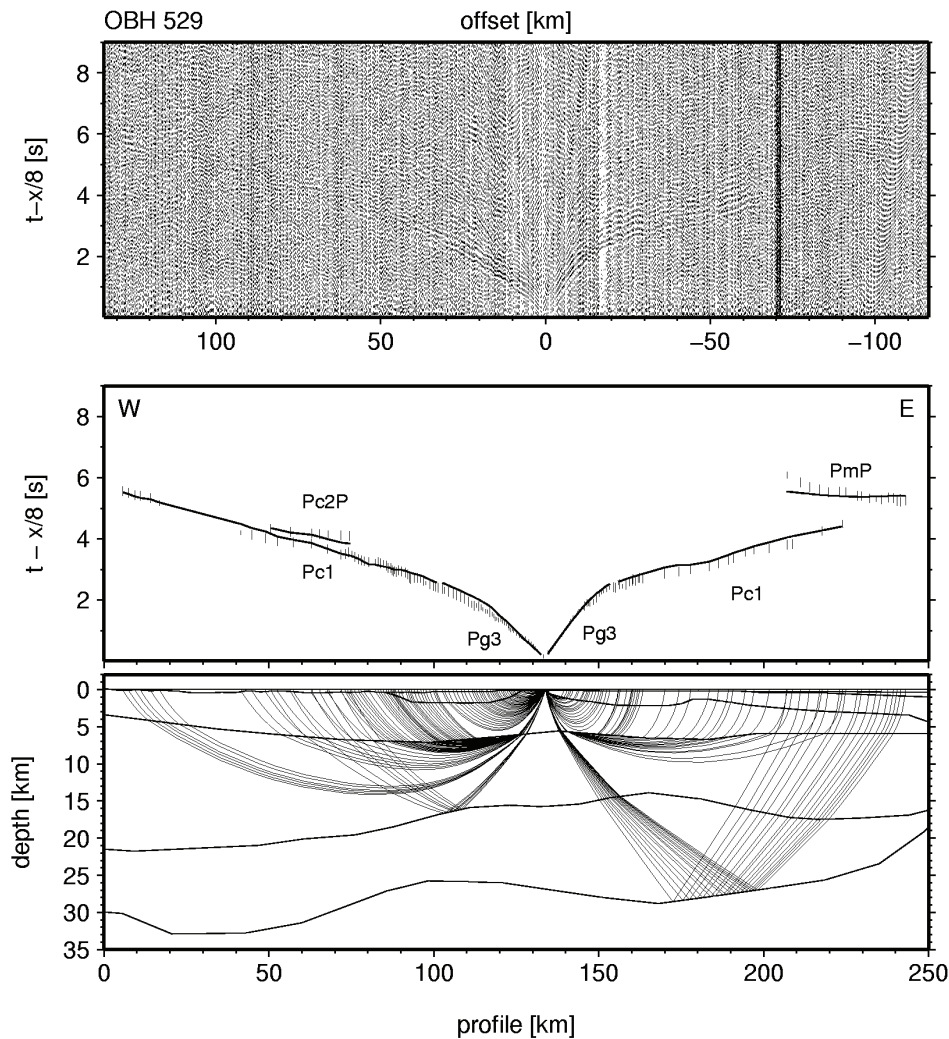 OBH 529 offset [km]
8
6
4
2
t–x/8 [s]
100 50 0 −50 −100
W E
8
6
4
2
t – x/8 [s]
PmP
Pc2P
Pc1
Pc1
Pg3 Pg3
0
5
10
15
20
25
30
35
depth [km]
0 50 100 150 200 250
profile [km]